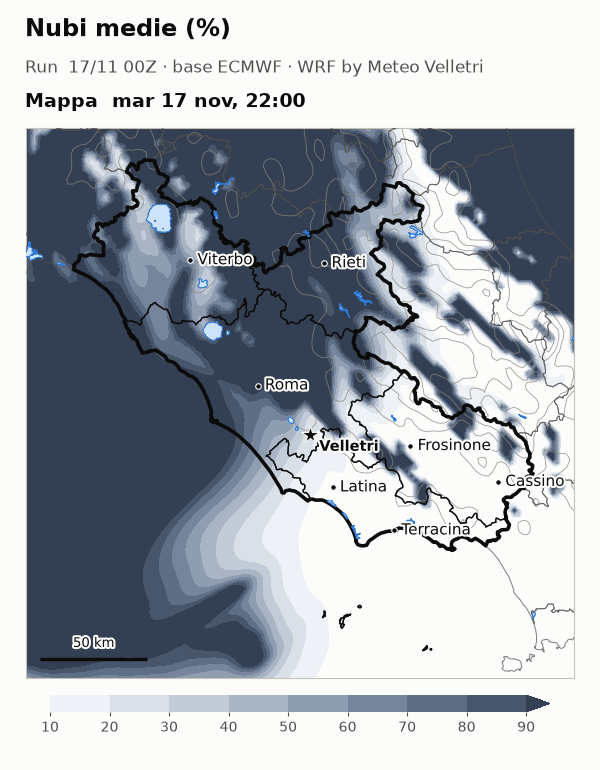 Nubi medie (%)
Run  17/11 00Z · base ECMWF · WRF by Meteo Velletri
Mappa  mar 17 nov, 22:00
Viterbo
Rieti
Roma
Velletri
Frosinone
Cassino
Latina
Terracina
50 km
10 20 30 40 50 60 70 80 90